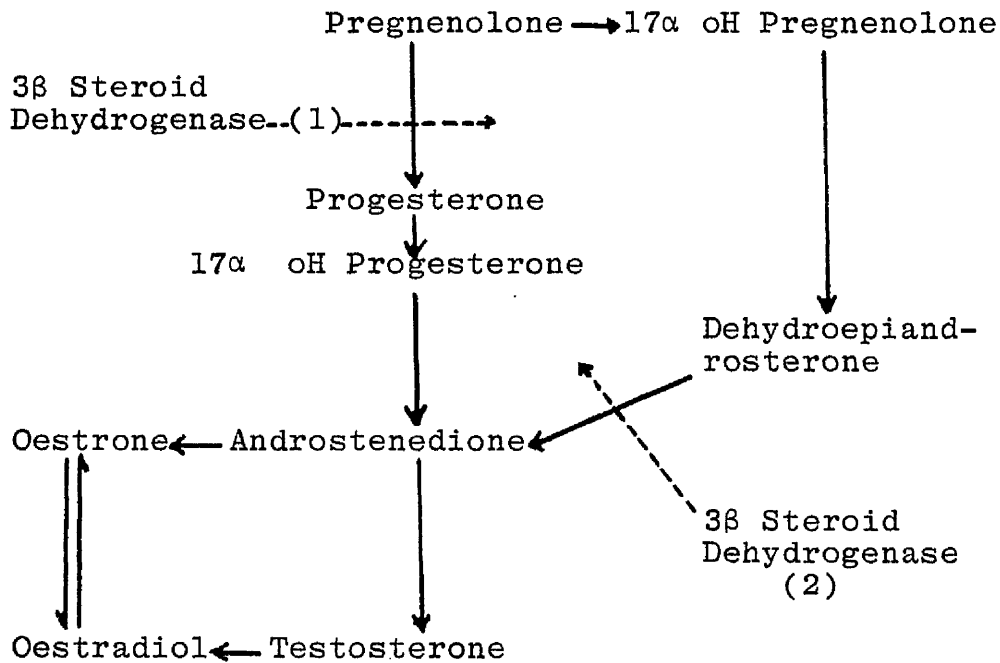 Pregnenolone 17α oH Pregnenolone
3β Steroid
Dehydrogenase (1)
Progesterone
17α oH Progesterone
Dehydroepiand-
rosterone
Oestrone Androstenedione
3β Steroid
Dehydrogenase
(2)
Oestradiol Testosterone